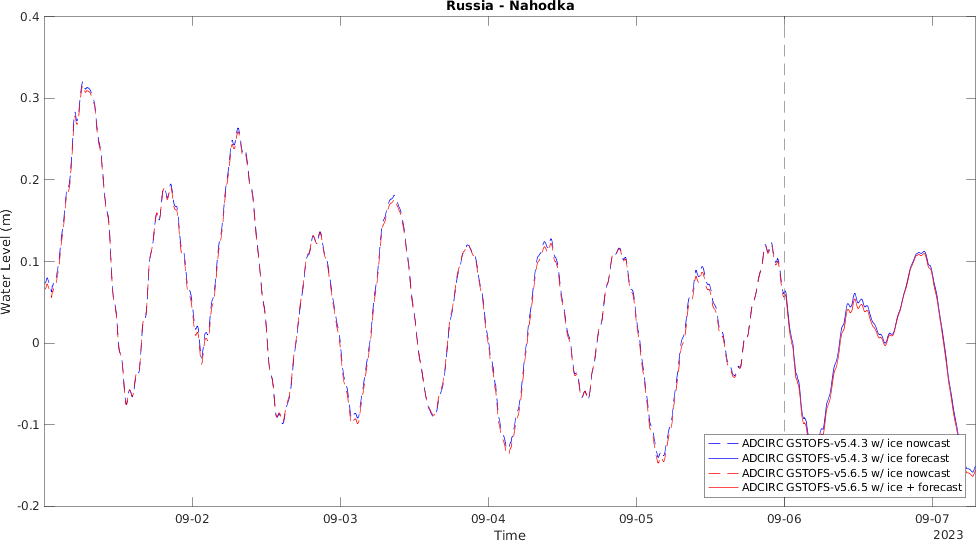 Russia - Nahodka
0.4
0.3
0.2
0.1
0
-0.1
-0.2
Water Level (m)
09-02
09-03
09-04
09-05
09-06
09-07
Time
2023
ADCIRC GSTOFS-v5.4.3 w/ ice nowcast
ADCIRC GSTOFS-v5.4.3 w/ ice forecast
ADCIRC GSTOFS-v5.6.5 w/ ice nowcast
ADCIRC GSTOFS-v5.6.5 w/ ice + forecast